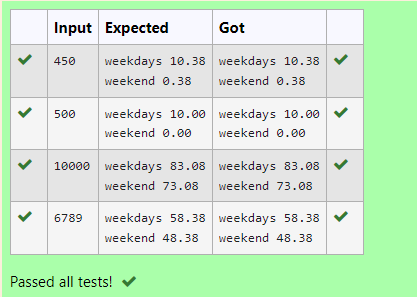 Input Expected Got
450 weekdays 10.38 weekdays 10.38
weekend 0.38 weekend 0.38
500 weekdays 10.00 weekdays 10.00
weekend 0.00 weekend 0.00
10000 weekdays 83.08 weekdays 83.08
weekend 73.08 weekend 73.08
6789 weekdays 58.38 weekdays 58.38
weekend 48.38 weekend 48.38
Passed all tests!